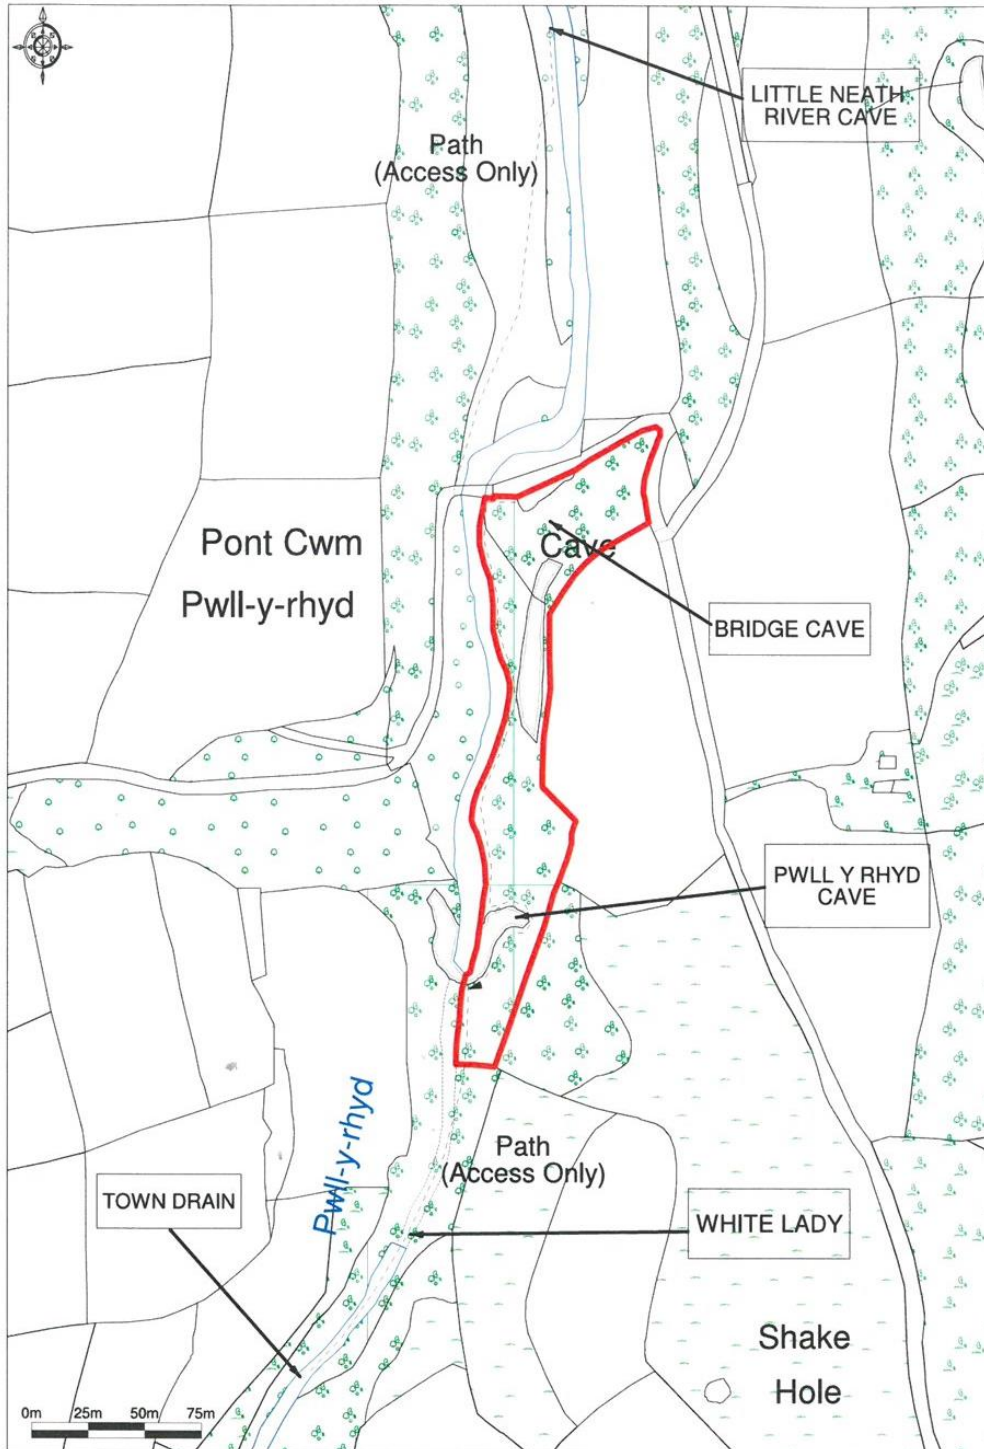 LITTLE NEATH
RIVER CAVE
Path
(Access Only)
Pont Cwm
Pwll-y-rhyd
Cave
BRIDGE CAVE
PWLL Y RHYD
CAVE
Pwll-y-rhyd
Path
(Access Only)
TOWN DRAIN
WHITE LADY
Shake
Hole
0m 25m 50m 75m